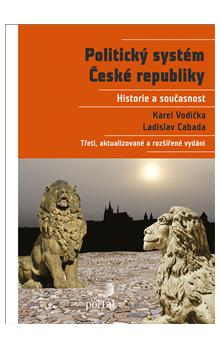 Politický systém
České republiky
Historie a současnost
Karel Vodička
Ladislav Cabada
Třetí, aktualizované a rozšířené vydání
portál